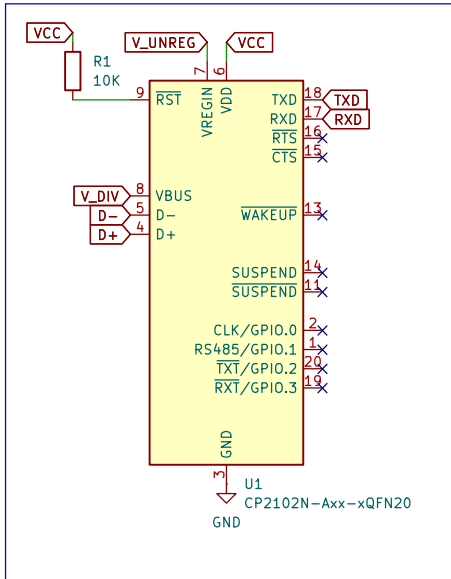 VCC
V_UNREG
VCC
R1
10K
7
6
9
RST
VREGIN
VDD
TXD
18
TXD
RXD
17
RXD
RTS
16
CTS
15
V_DIV
8
VBUS
D-
5
D-
WAKEUP
13
D+
4
D+
SUSPEND
14
SUSPEND
11
CLK/GPIO.0
2
RS485/GPIO.1
1
TXT/GPIO.2
20
RXT/GPIO.3
19
GND
3
U1
CP2102N-Axx-xQFN20
GND